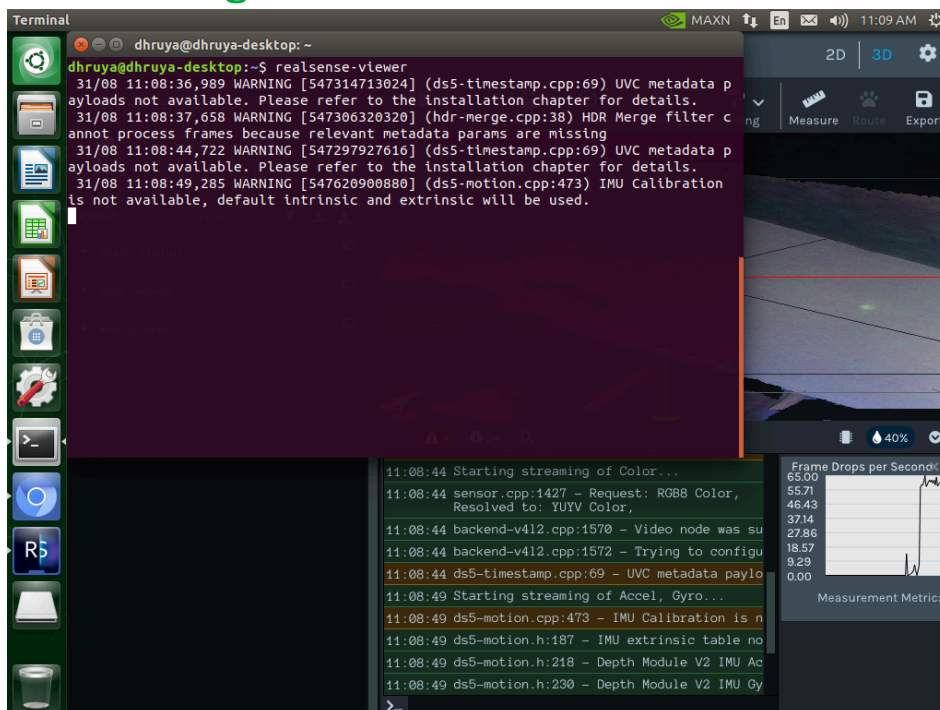 Terminal
MAXN
En
11:09 AM
dhruya@dhruya-desktop: ~
2D
3D
dhruya@dhruya-desktop:~$ realsense-viewer
31/08 11:08:36,989 WARNING [547314713024] (ds5-timestamp.cpp:69) UVC metadata p
ayloads not available. Please refer to the installation chapter for details.
31/08 11:08:37,658 WARNING [547306320320] (hdr-merge.cpp:38) HDR Merge filter c
annot process frames because relevant metadata params are missing
31/08 11:08:44,722 WARNING [547297927616] (ds5-timestamp.cpp:69) UVC metadata p
ayloads not available. Please refer to the installation chapter for details.
31/08 11:08:49,285 WARNING [547620900880] (ds5-motion.cpp:473) IMU Calibration
is not available, default intrinsic and extrinsic will be used.
ng
Measure
Route
Export
40%
11:08:44 Starting streaming of Color...
11:08:44 sensor.cpp:1427 – Request: RGB8 Color,
Resolved to: YUYV Color,
11:08:44 backend-v4l2.cpp:1570 – Video node was su
11:08:44 backend-v4l2.cpp:1572 – Trying to configu
11:08:44 ds5-timestamp.cpp:69 – UVC metadata paylo
11:08:49 Starting streaming of Accel, Gyro...
11:08:49 ds5-motion.cpp:473 – IMU Calibration is n
11:08:49 ds5-motion.h:187 – IMU extrinsic table no
11:08:49 ds5-motion.h:218 – Depth Module V2 IMU Ac
11:08:49 ds5-motion.h:230 – Depth Module V2 IMU Gy
>_
Frame Drops per Second
65.00
55.71
46.43
37.14
27.86
18.57
9.29
0.00
Measurement Metric
RS